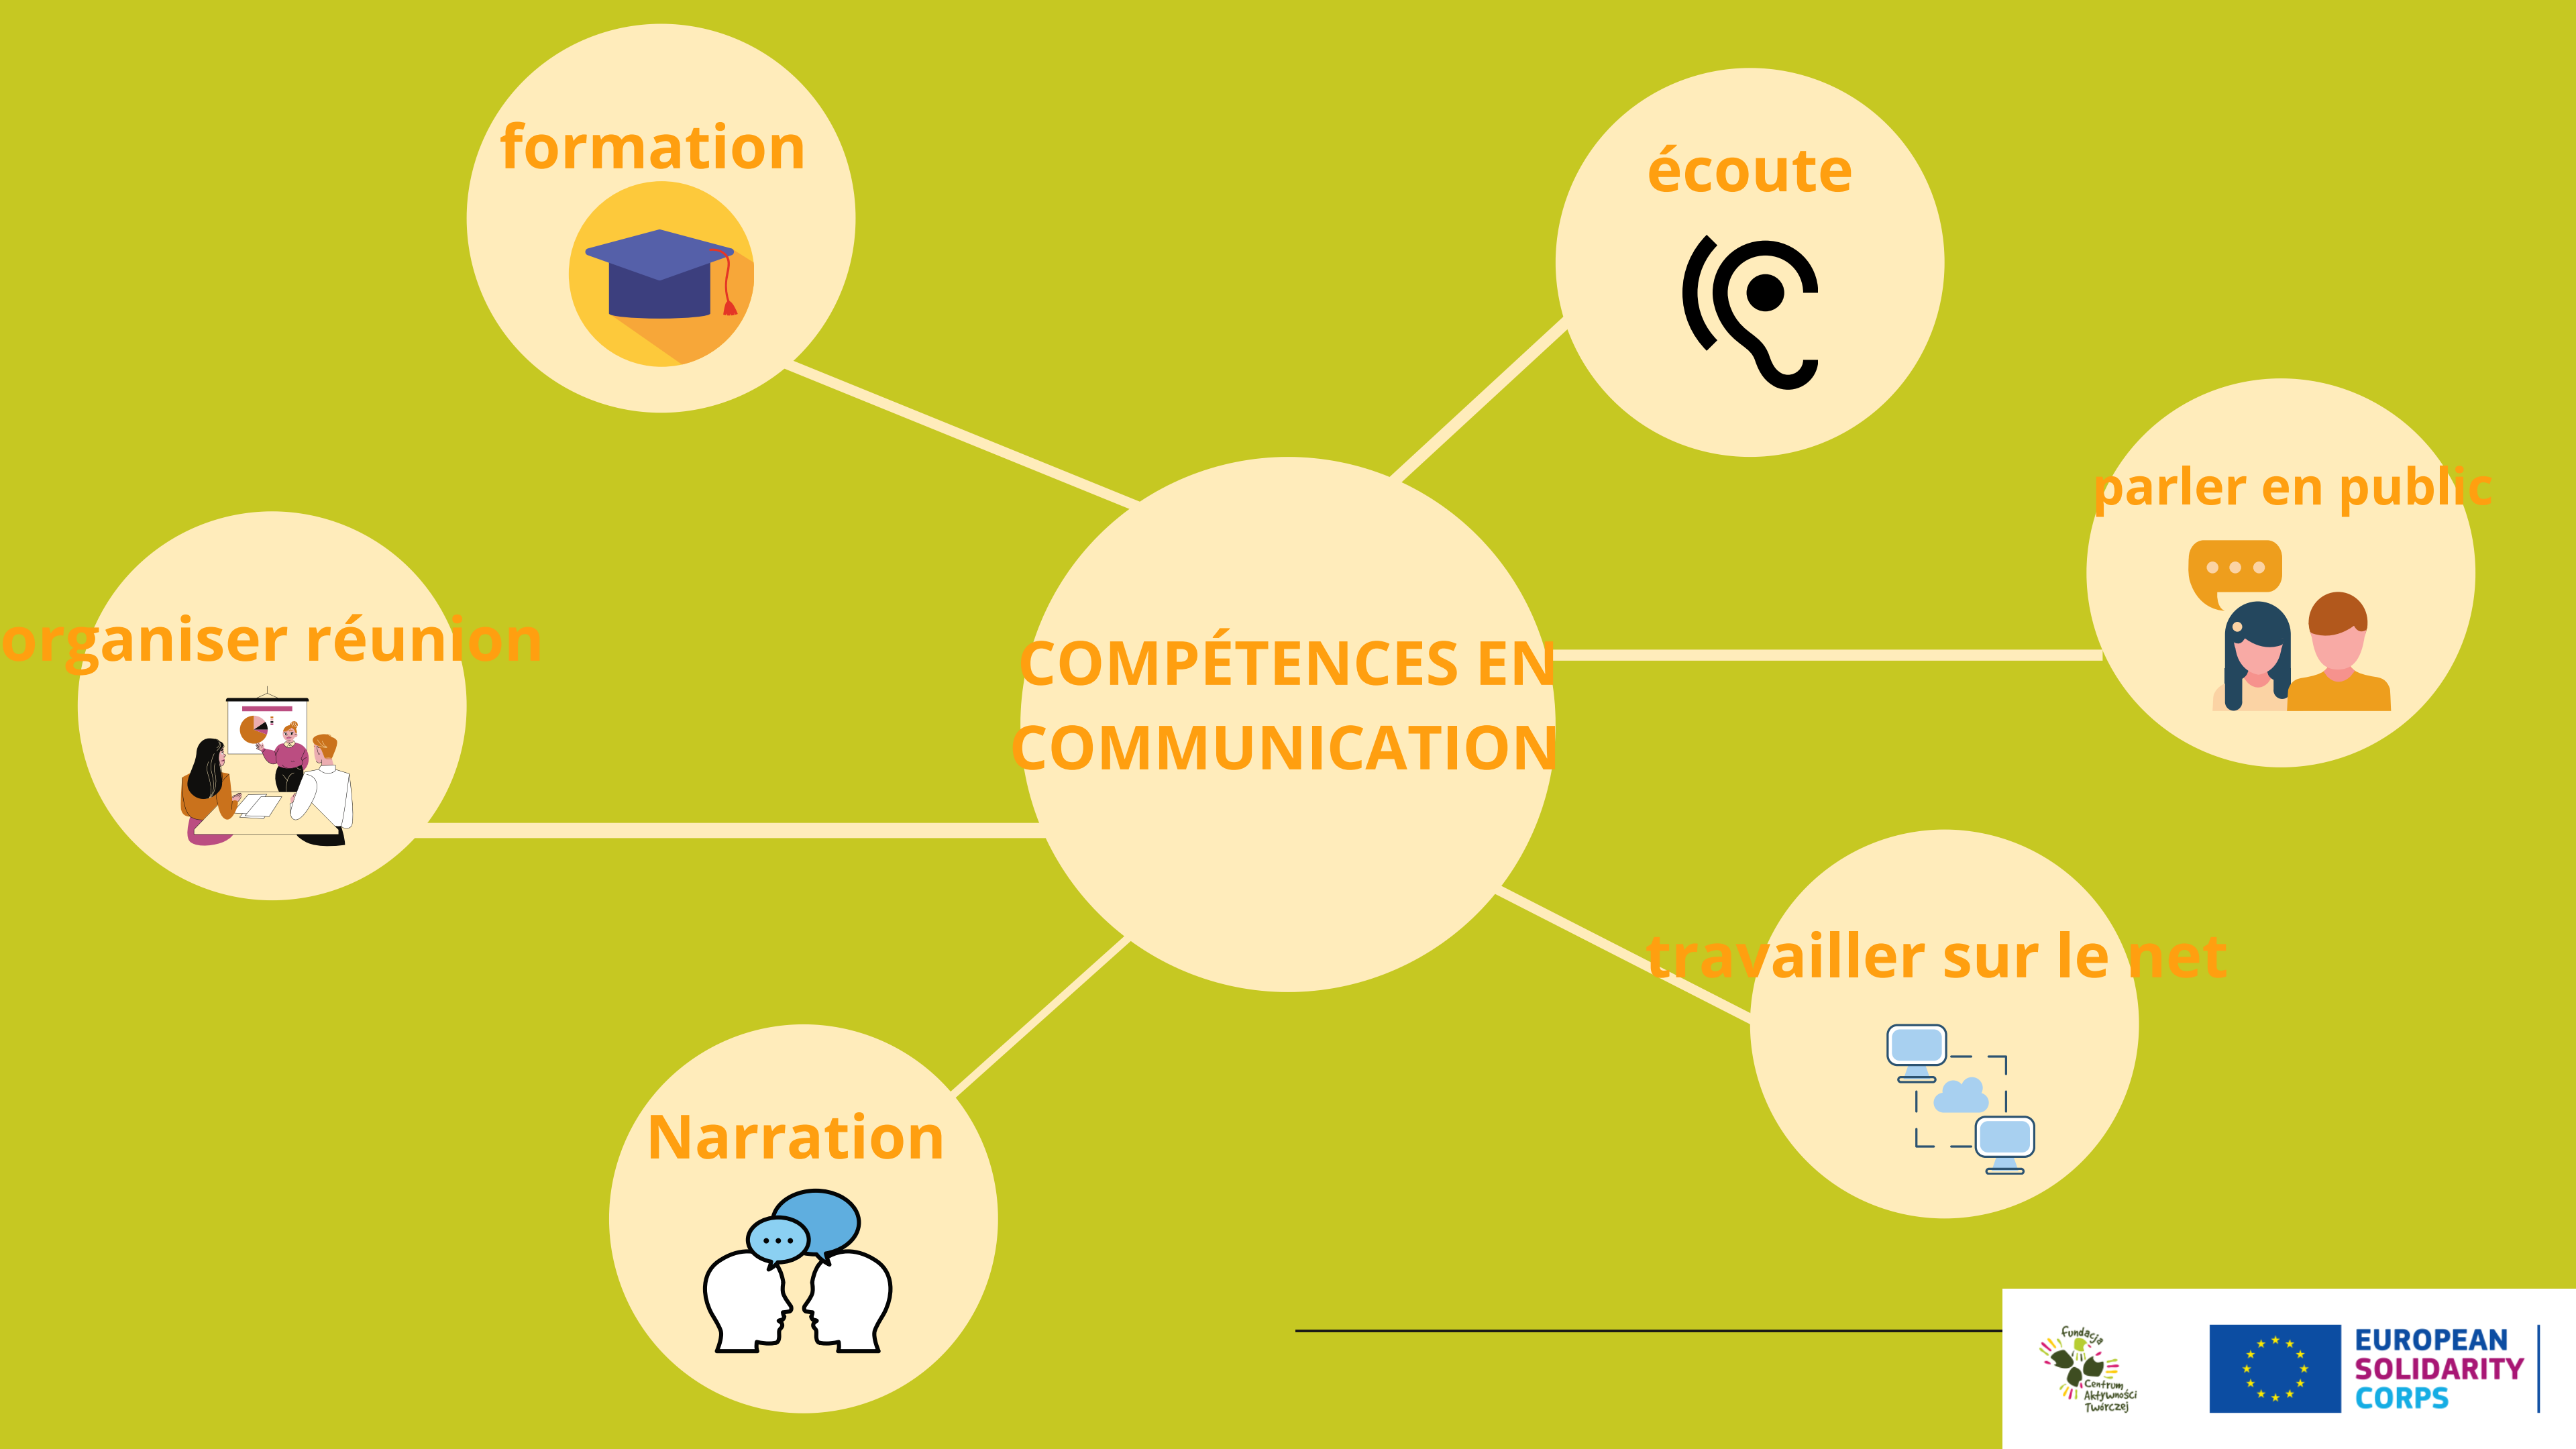 formation
écoute
parler en public
organiser réunion
COMPÉTENCES EN
COMMUNICATION
travailler sur le net
Narration
fundacja
Centrum
Aktywności
Twórczej
EUROPEAN
SOLIDARITY
CORPS